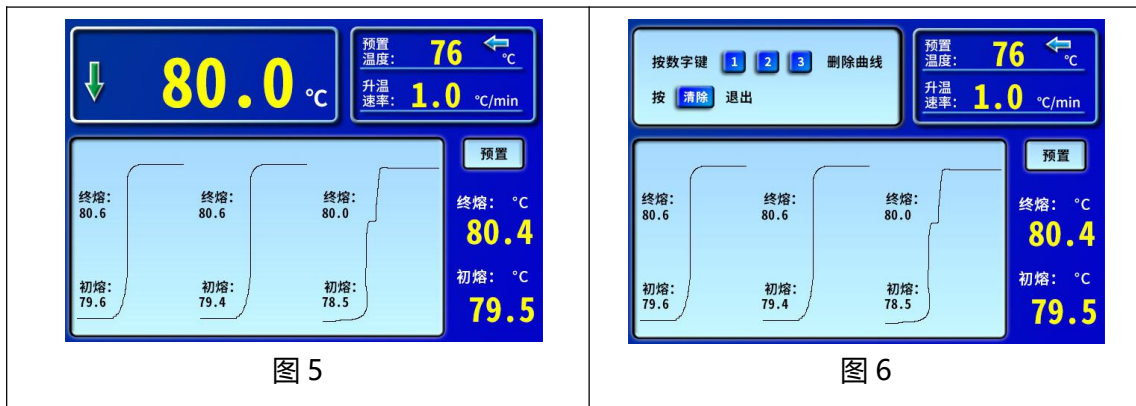 80.0 ℃
预置
温度: 76 ℃
升温
速率: 1.0 ℃/min
预置
终熔:
80.6
终熔:
80.6
终熔:
80.0
初熔:
79.6
初熔:
79.4
初熔:
78.5
终熔: ℃
80.4
初熔: ℃
79.5
图 5
按数字键 1 2 3 删除曲线
按 清除 退出
预置
温度: 76 ℃
升温
速率: 1.0 ℃/min
预置
终熔:
80.6
终熔:
80.6
终熔:
80.0
初熔:
79.6
初熔:
79.4
初熔:
78.5
终熔: ℃
80.4
初熔: ℃
79.5
图 6